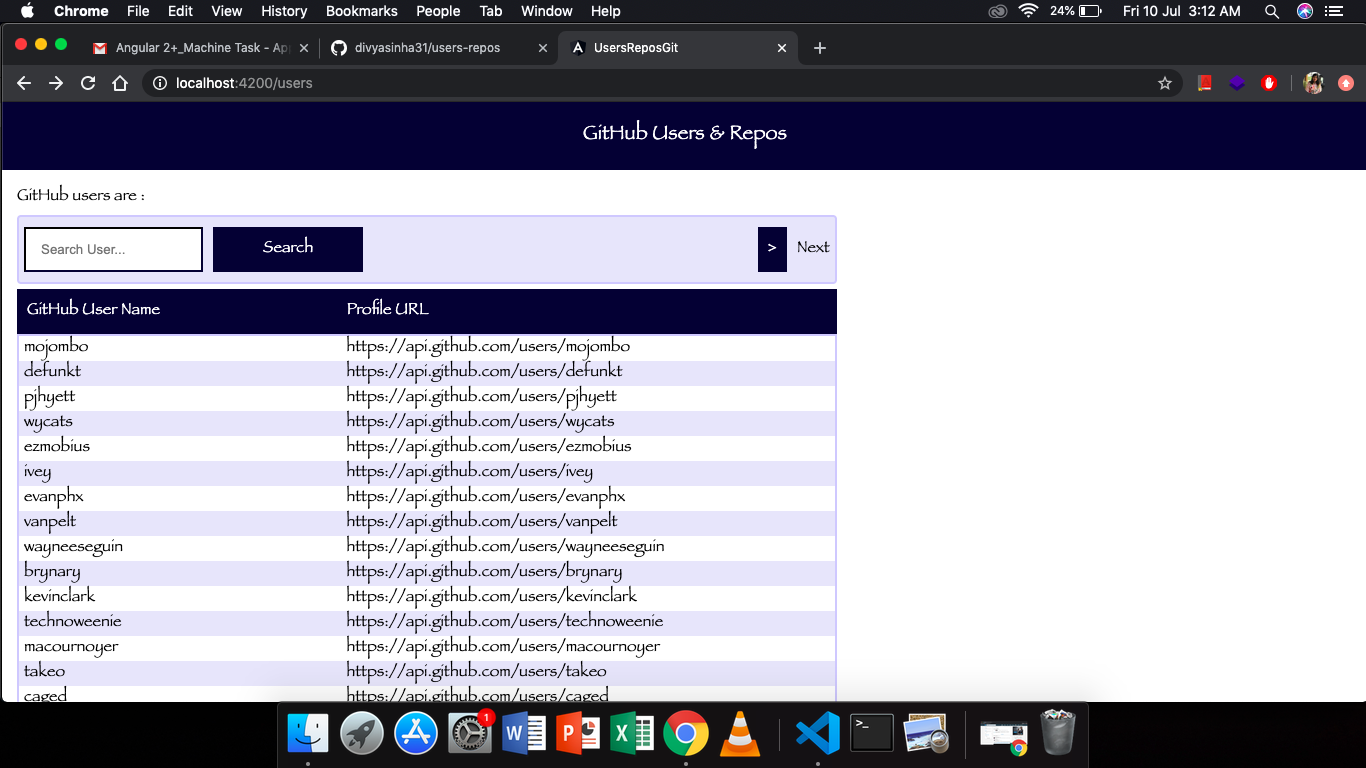 Chrome File Edit View History Bookmarks People Tab Window Help 24% Fri 10 Jul 3:12 AM
Angular 2+_Machine Task - Ap divyasinha31/users-repos UsersReposGit
localhost:4200/users
GitHub Users & Repos
GitHub users are :
Search User... Search > Next
GitHub User Name Profile URL
mojombo https://api.github.com/users/mojombo
defunkt https://api.github.com/users/defunkt
pjhyett https://api.github.com/users/pjhyett
wycats https://api.github.com/users/wycats
ezmobius https://api.github.com/users/ezmobius
ivey https://api.github.com/users/ivey
evanphx https://api.github.com/users/evanphx
vanpelt https://api.github.com/users/vanpelt
wayneeseguin https://api.github.com/users/wayneeseguin
brynary https://api.github.com/users/brynary
kevinclark https://api.github.com/users/kevinclark
technoweenie https://api.github.com/users/technoweenie
macournoyer https://api.github.com/users/macournoyer
takeo https://api.github.com/users/takeo
caged https://api.github.com/users/caged
1
W P X >_